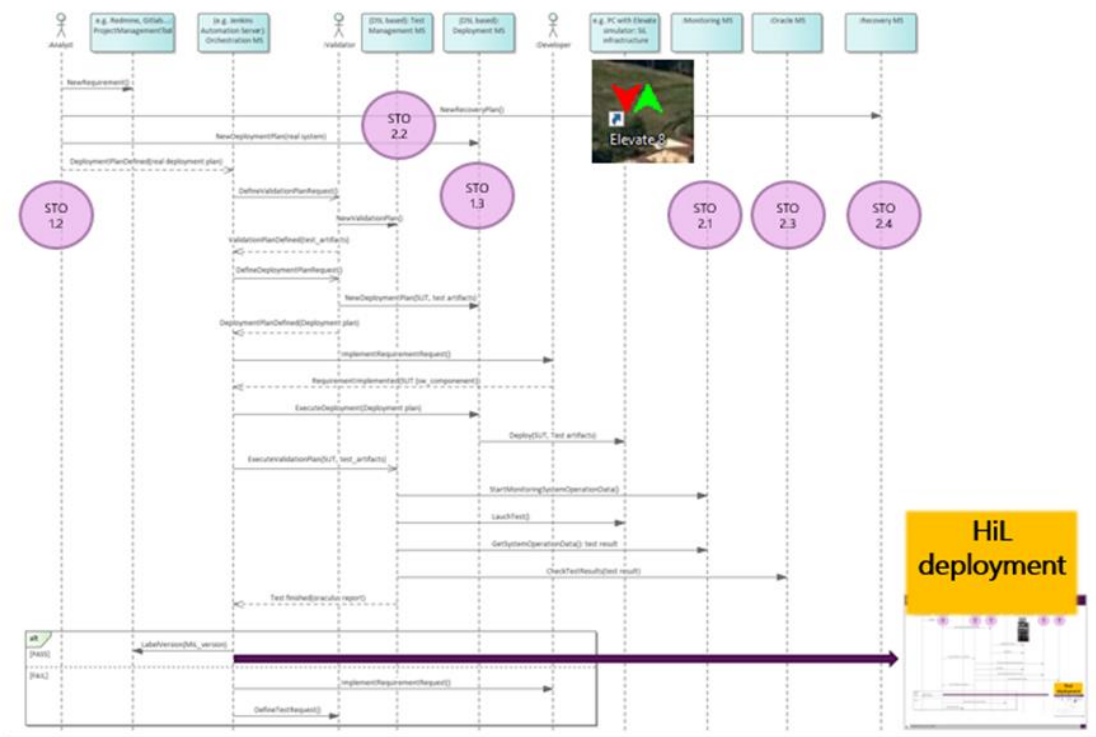 e.g. Redmine, Gitlab...:
ProjectManagementTool
(e.g. Jenkins
Automation Server):
Orchestration MS
(DSL based): Test
Management MS
(DSL based):
Deployment MS
e.g. PC with Elevate
simulator: SiL
infrastructure
:Monitoring MS
:Oracle MS
:Recovery MS
:Analyst
:Validator
:Developer
NewRequirement()
NewRecoveryPlan()
NewDeploymentPlan(real system)
DeploymentPlanDefined(real deployment plan)
Elevate 8
STO
2.2
STO
1.3
STO
1.2
STO
2.1
STO
2.3
STO
2.4
DefineValidationPlanRequest()
NewValidationPlan()
ValidationPlanDefined(test_artifacts)
DefineDeploymentPlanRequest()
NewDeploymentPlan(SUT, test artifacts)
DeploymentPlanDefined(Deployment plan)
ImplementRequirementRequest()
RequirementImplemented(SUT (sw_componenent))
ExecuteDeployment(Deployment plan)
Deploy(SUT, Test artifacts)
ExecuteValidationPlan(SUT, test_artifacts)
StartMonitoringSystemOperationData()
LauchTest()
GetSystemOperationData(): test result
CheckTestResults(test result)
Test finished(oraculus report)
HiL
deployment
alt
[PASS]
LabelVersion(MiL_version)
[FAIL]
ImplementRequirementRequest()
DefineTestRequest()